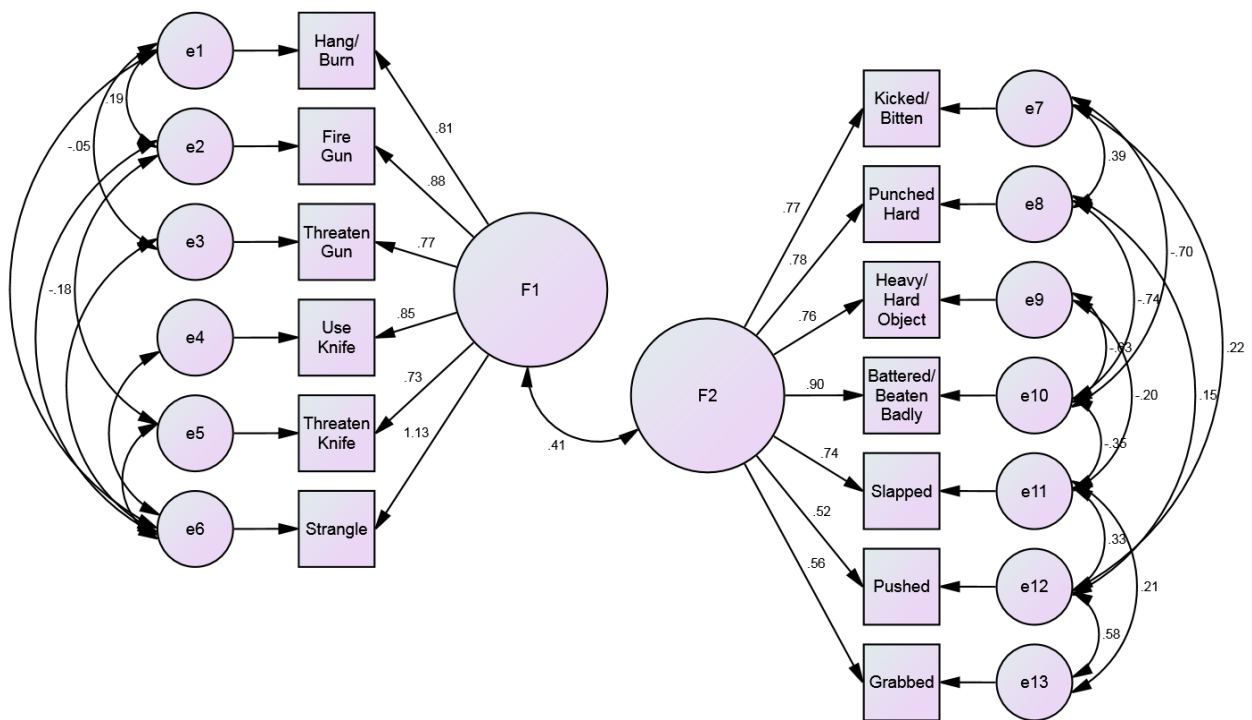 e1
Hang/
Burn
.19
-.05
.81
e2
Fire
Gun
.88
e3
Threaten
Gun
.77
F1
-.18
e4
Use
Knife
.85
e5
Threaten
Knife
.73
1.13
e6
Strangle
.41
F2
Kicked/
Bitten
e7
.39
.77
Punched
Hard
e8
.78
-.70
Heavy/
Hard
Object
e9
.76
-.74
.22
Battered/
Beaten
Badly
e10
.90
-.20
.15
-.35
Slapped
e11
.74
.52
.33
.56
Pushed
e12
.21
.58
Grabbed
e13